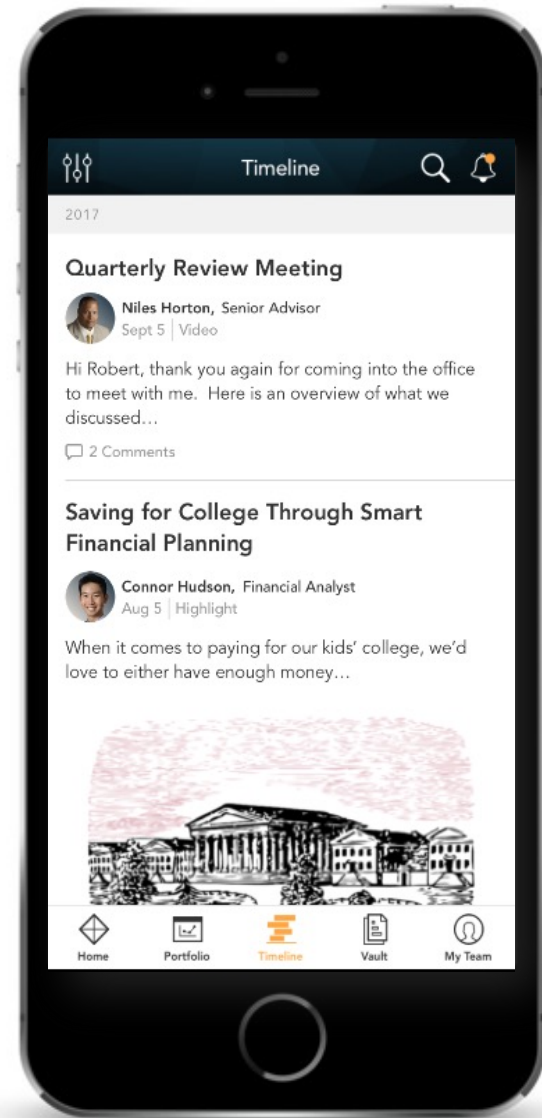 Timeline
2017
Quarterly Review Meeting
Niles Horton, Senior Advisor
Sept 5 | Video
Hi Robert, thank you again for coming into the office
to meet with me. Here is an overview of what we
discussed…
2 Comments
Saving for College Through Smart
Financial Planning
Connor Hudson, Financial Analyst
Aug 5 | Highlight
When it comes to paying for our kids' college, we'd
love to either have enough money…
Home Portfolio Timeline Vault My Team